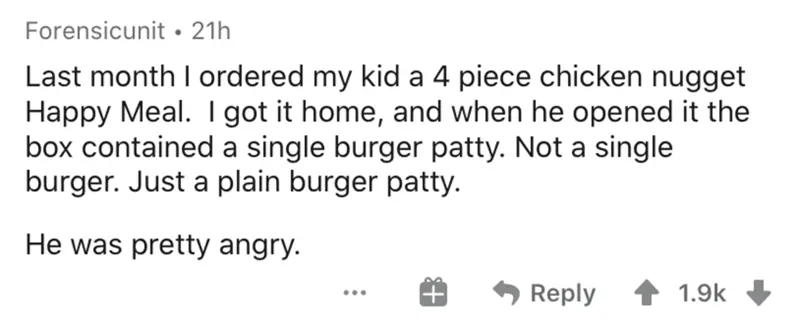 Forensicunit • 21h
Last month I ordered my kid a 4 piece chicken nugget
Happy Meal.  I got it home, and when he opened it the
box contained a single burger patty. Not a single
burger. Just a plain burger patty.
He was pretty angry.
... Reply 1.9k